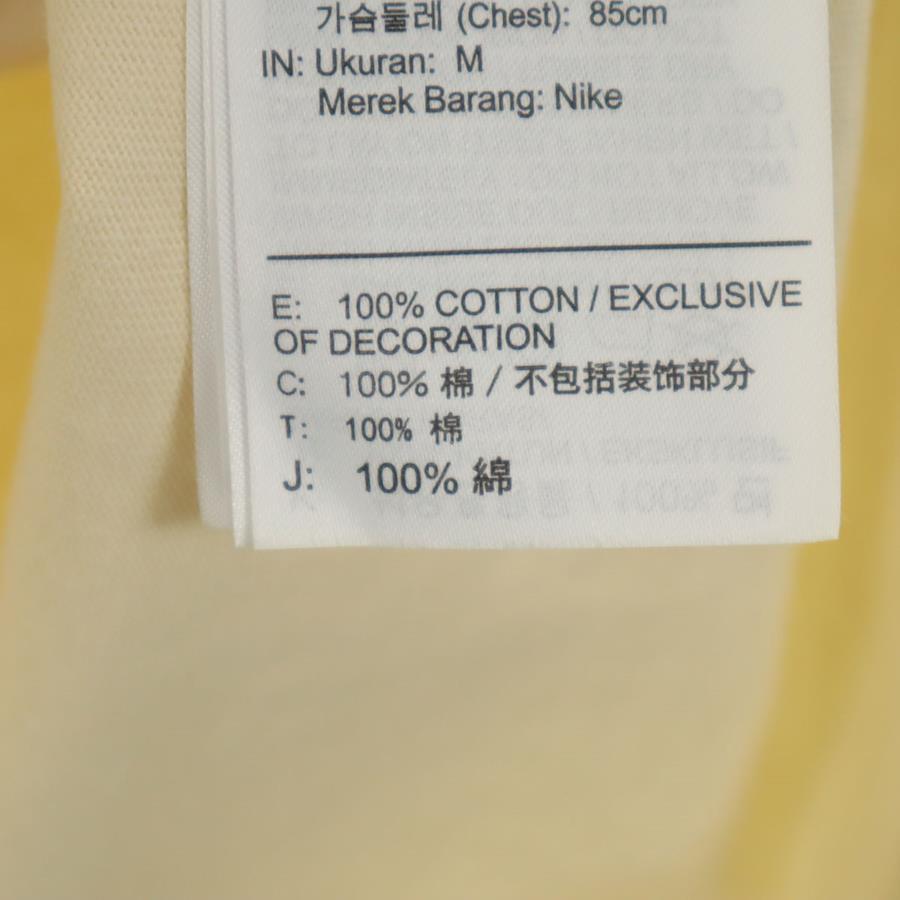 가슴둘레 (Chest): 85cm
IN: Ukuran: M
Merek Barang: Nike
E: 100% COTTON / EXCLUSIVE
OF DECORATION
C: 100% 棉 / 不包括装饰部分
T: 100% 棉
J: 100% 綿